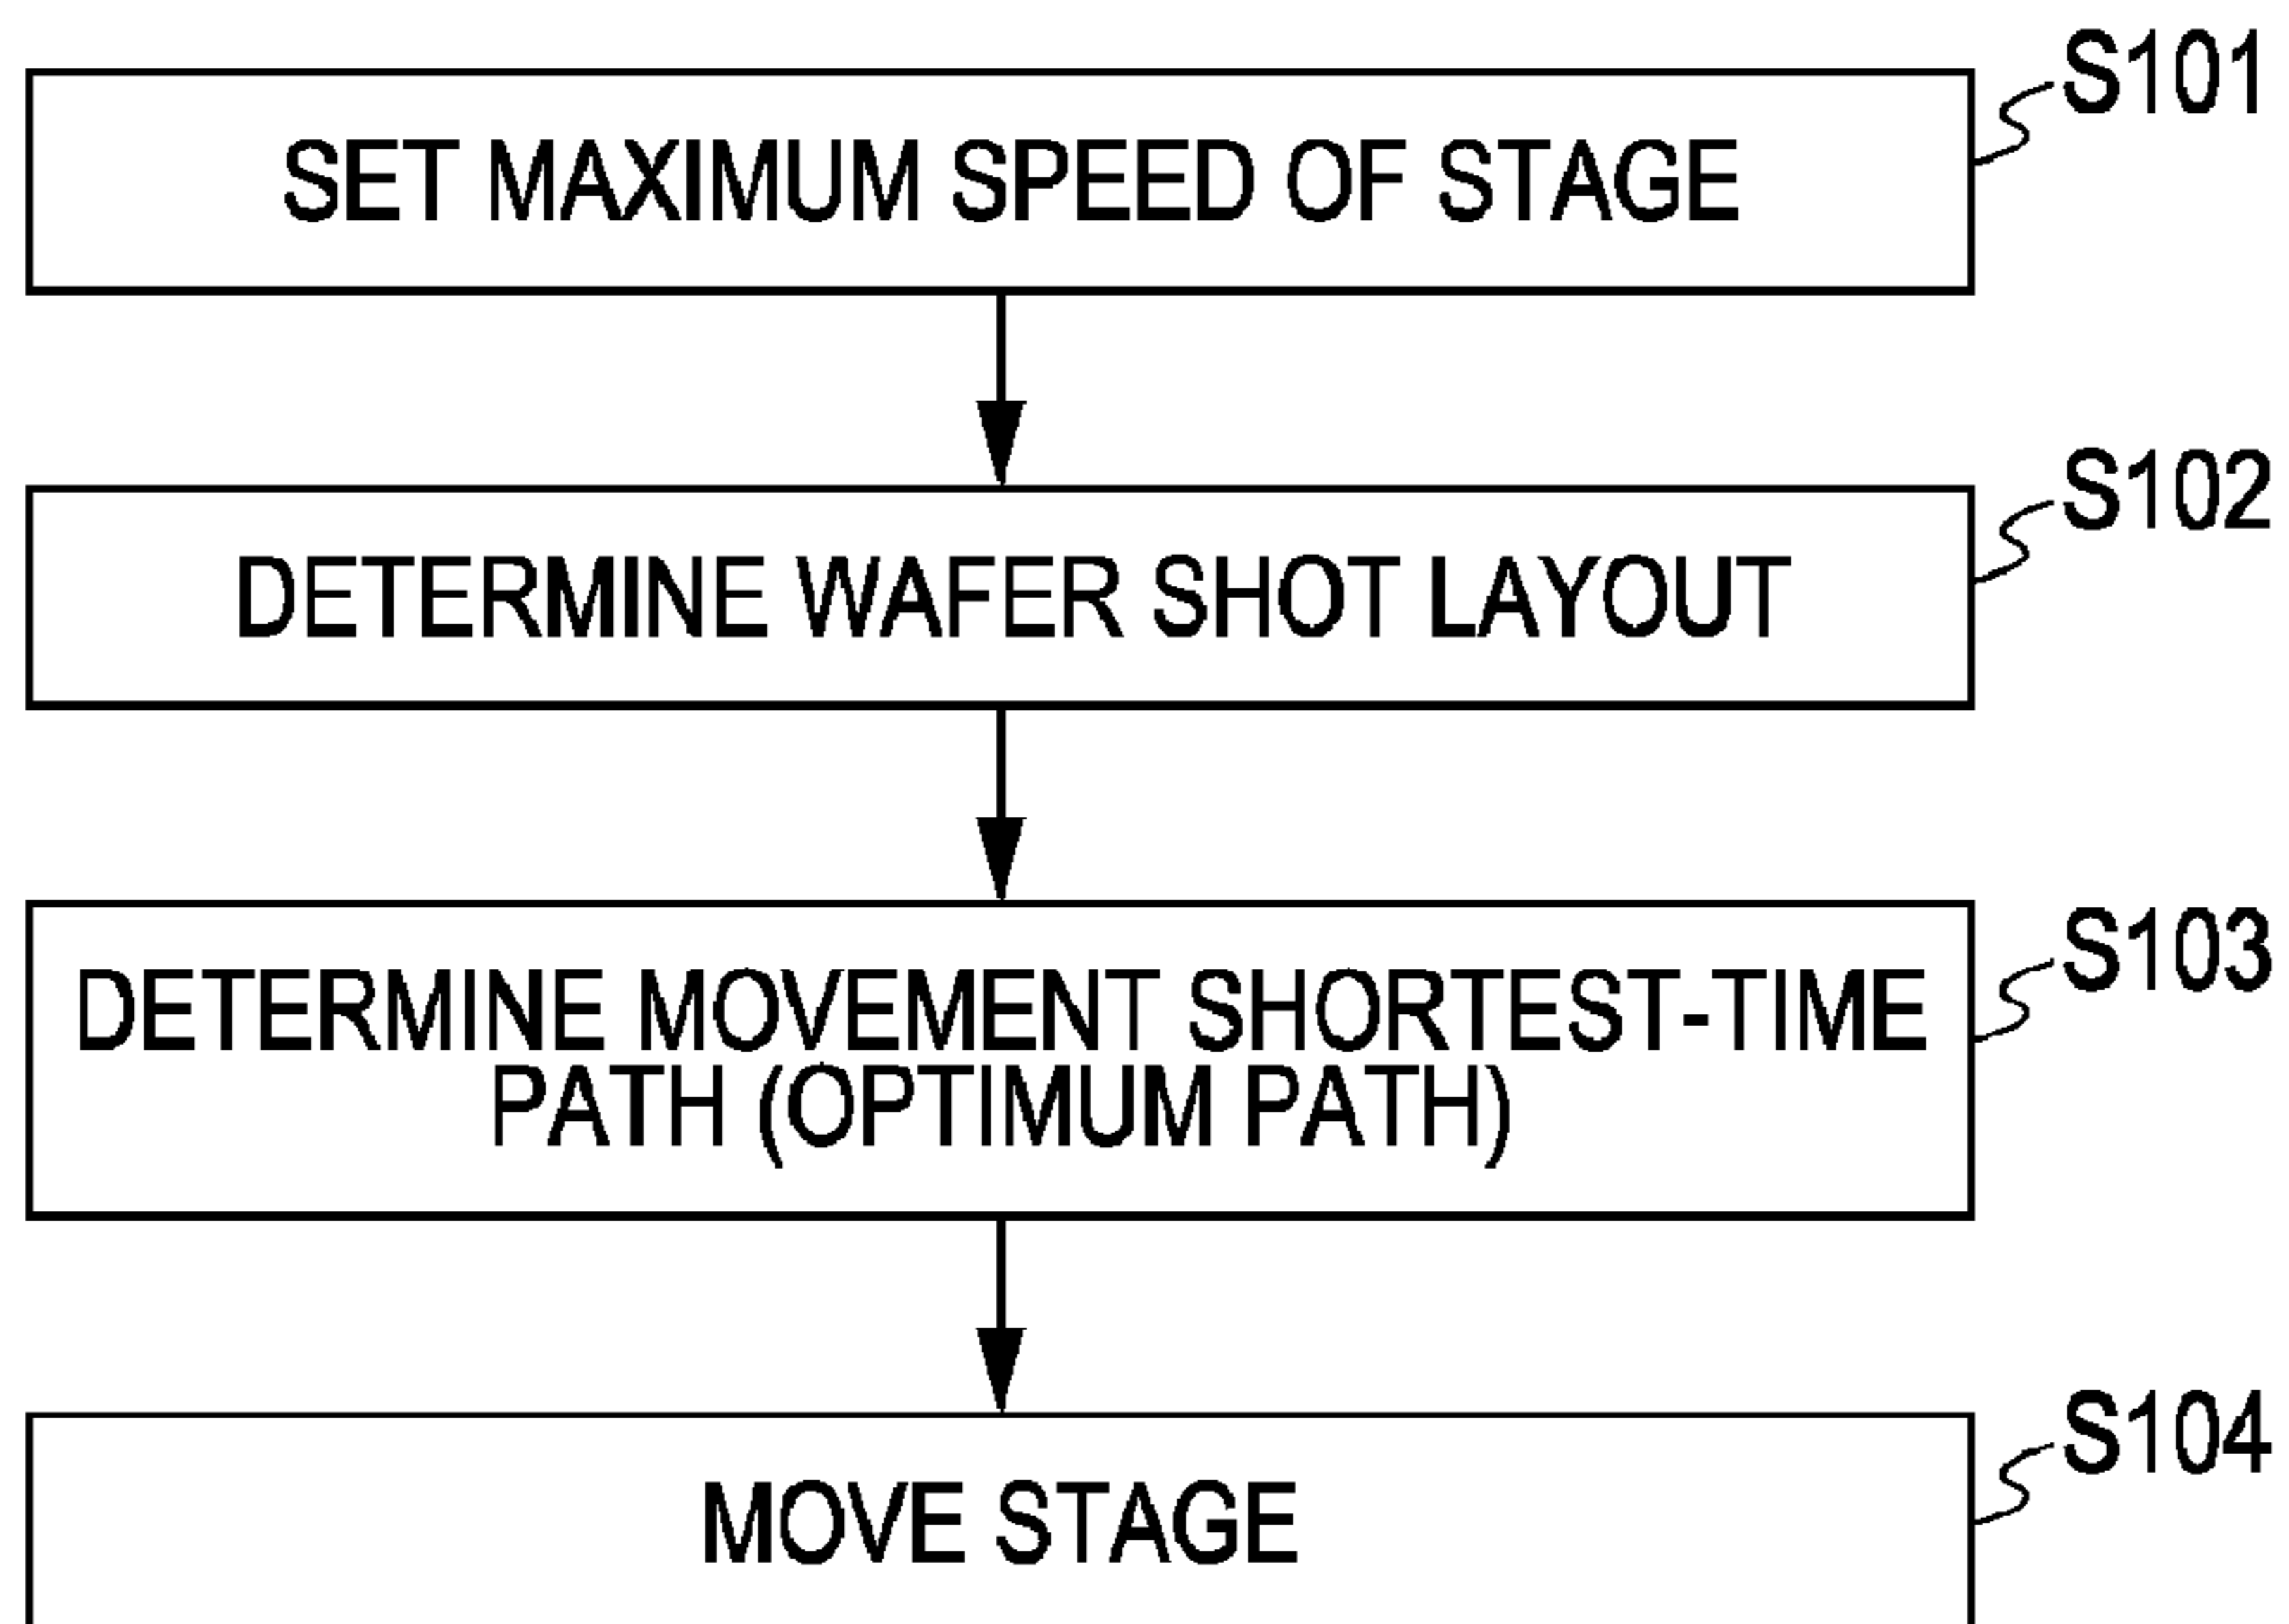 S101
SET MAXIMUM SPEED OF STAGE
S102
DETERMINE WAFER SHOT LAYOUT
S103
DETERMINE MOVEMENT SHORTEST-TIME
PATH (OPTIMUM PATH)
S104
MOVE STAGE